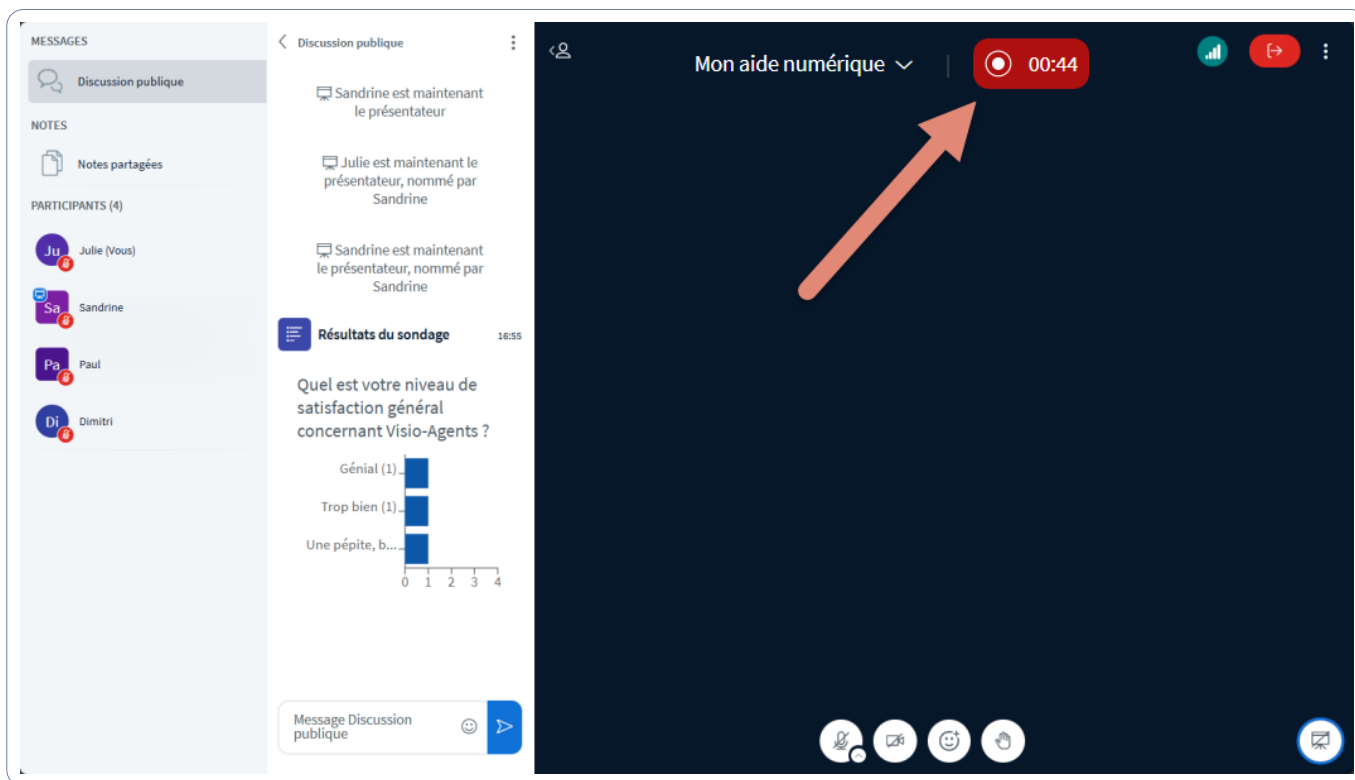 MESSAGES
Discussion publique
NOTES
Notes partagées
PARTICIPANTS (4)
Ju
Julie (Vous)
Sa
Sandrine
Pa
Paul
Di
Dimitri
Discussion publique
Sandrine est maintenant
le présentateur
Julie est maintenant le
présentateur, nommé par
Sandrine
Sandrine est maintenant
le présentateur, nommé par
Sandrine
Résultats du sondage
16:55
Quel est votre niveau de
satisfaction général
concernant Visio-Agents ?
Génial (1)
Trop bien (1)
Une pépite, b...
0 1 2 3 4
Message Discussion
publique
Mon aide numérique
00:44